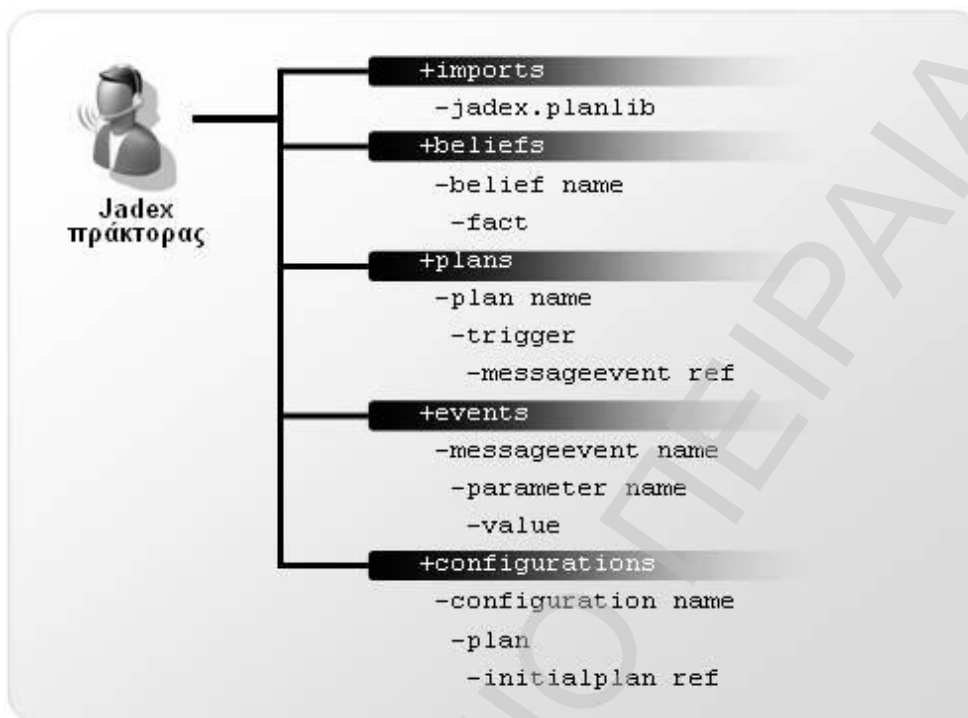 +imports
-jadex.planlib
+beliefs
-belief name
-fact
Jadex
πράκτορας
+plans
-plan name
-trigger
-messageevent ref
+events
-messageevent name
-parameter name
-value
+configurations
-configuration name
-plan
-initialplan ref
ΠΕΙΡΑΙΑ